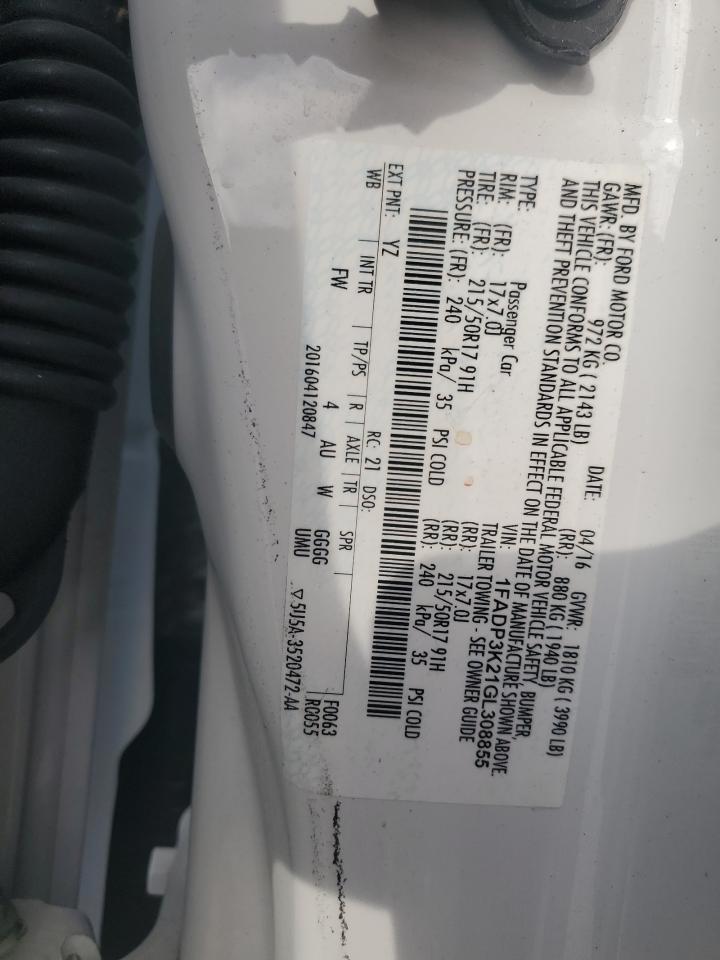 MFD. BY FORD MOTOR CO.
DATE: 04/16 GVWR: 1810 KG ( 3990 LB)
GAWR: (FR): 972 KG ( 2143 LB) (RR): 880 KG ( 1940 LB)
THIS VEHICLE CONFORMS TO ALL APPLICABLE FEDERAL MOTOR VEHICLE SAFETY, BUMPER,
AND THEFT PREVENTION STANDARDS IN EFFECT ON THE DATE OF MANUFACTURE SHOWN ABOVE.
VIN: 1FADP3K21GL308855
TYPE: Passenger Car TRAILER TOWING - SEE OWNER GUIDE
RIM: (FR): 17x7.0J (RR): 17x7.0J
TIRE: (FR): 215/50R17 91H (RR): 215/50R17 91H
PRESSURE: (FR): 240 kPa/ 35 PSI COLD (RR): 240 kPa/ 35 PSI COLD
EXT PNT: YZ RC: 21 DSO: F0063
WB | INT TR | TP/PS | R | AXLE | TR | SPR R0055
FW 4 AU W GGGG
201604120847 UMU ▽5U5A-3520472-AA